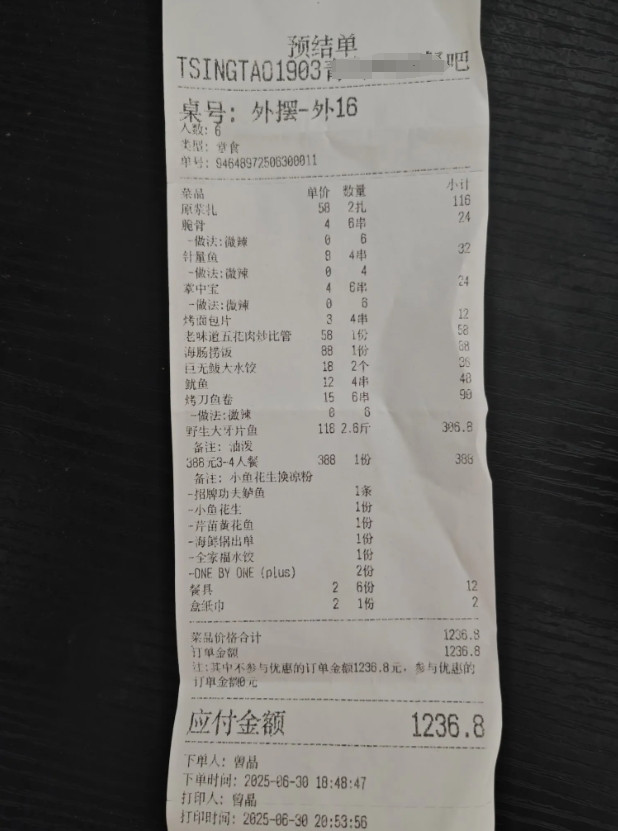 预结单
TSINGTAO1903青 餐吧
桌号: 外摆-外16
人数: 6
类型: 堂食
单号: 94648972506300011
菜品 单价 数量 小计
原浆扎 58 2扎 116
脆骨 4 6串 24
-做法:微辣 0 6
针量鱼 8 4串 32
-做法:微辣 0 4
掌中宝 4 6串 24
-做法:微辣 0 6
烤面包片 3 4串 12
老味道五花肉炒比管 58 1份 58
海肠捞饭 88 1份 88
巨无鲅大水饺 18 2个 36
鱿鱼 12 4串 48
烤刀鱼卷 15 6串 90
-做法:微辣 0 6
野生大牙片鱼 118 2.6斤 306.8
备注: 油泼
388元3-4人餐 388 1份 388
备注: 小鱼花生换凉粉
-招牌功夫鲈鱼 1条
-小鱼花生 1份
-芹苗黄花鱼 1份
-海鲜锅出单 1份
-全家福水饺 1份
-ONE BY ONE (plus) 2份
餐具 2 6份 12
盒纸巾 2 1份 2
菜品价格合计 1236.8
订单金额 1236.8
注:其中不参与优惠的订单金额1236.8元, 参与优惠的
订单金额0元
应付金额 1236.8
下单人: 曾晶
下单时间: 2025-06-30 18:48:47
打印人: 曾晶
打印时间: 2025-06-30 20:53:56